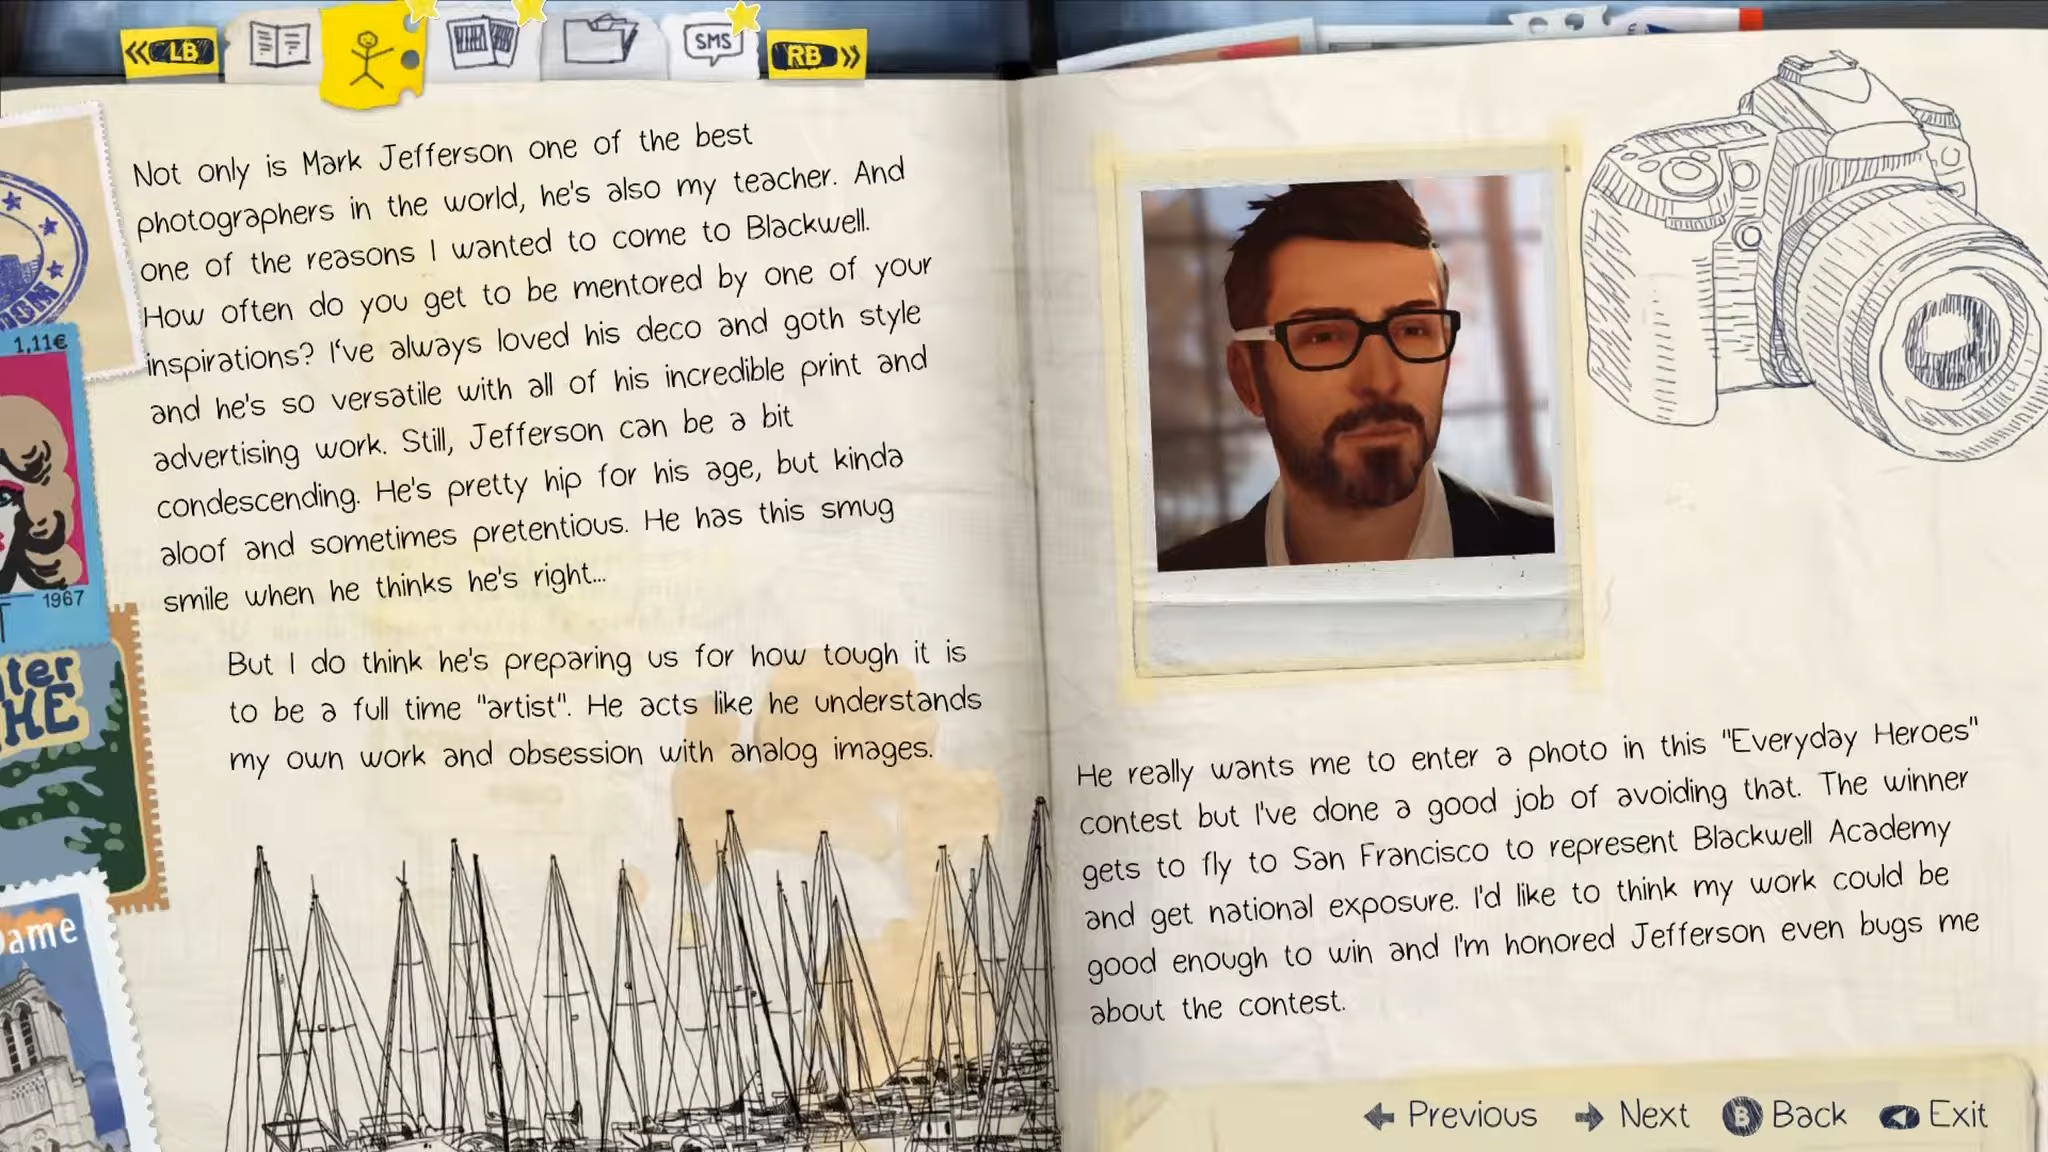 LB
SMS
RB
Not only is Mark Jefferson one of the best
photographers in the world, he's also my teacher. And
one of the reasons I wanted to come to Blackwell.
How often do you get to be mentored by one of your
inspirations? I've always loved his deco and goth style
and he's so versatile with all of his incredible print and
advertising work. Still, Jefferson can be a bit
condescending. He's pretty hip for his age, but kinda
aloof and sometimes pretentious. He has this smug
smile when he thinks he's right...
But I do think he's preparing us for how tough it is
to be a full time "artist". He acts like he understands
my own work and obsession with analog images.
1,11€
1967
He really wants me to enter a photo in this "Everyday Heroes"
contest but I've done a good job of avoiding that. The winner
gets to fly to San Francisco to represent Blackwell Academy
and get national exposure. I'd like to think my work could be
good enough to win and I'm honored Jefferson even bugs me
about the contest.
Previous
Next
B Back
Exit